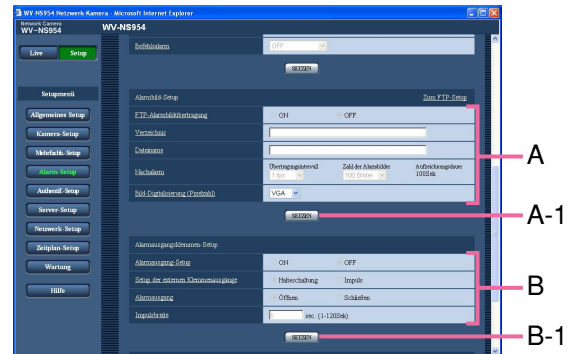 WV-NS954 Netzwerk-Kamera - Microsoft Internet Explorer
Network Camera
WV-NS954
WV-NS954
Live
Setup
Befehlsalarm
OFF
SETZEN
Setupmenü
Allgemeines Setup
Kamera-Setup
Mehrfachb.-Setup
Alarm-Setup
Authentif.-Setup
Server-Setup
Netzwerk-Setup
Zeitplan-Setup
Wartung
Hilfe
Alarmbild-Setup
Zum FTP-Setup
FTP-Alarmbildübertragung
ON
OFF
Verzeichnis
Dateiname
Nachalarm
Übertragungsintervall
1 fps
Zahl der Alarmbilder
100 Bilder
Aufzeichnungsdauer
100Sek
Bild-Digitalisierung (Pixelzahl)
VGA
SETZEN
A
A-1
Alarmausgangsklemmen-Setup
Alarmausgang-Setup
ON
OFF
Setup der externen Klemmenausgänge
Halteschaltung
Impuls
Alarmausgang
Öffnen
Schließen
Impulsbreite
sec. (1-120Sek)
SETZEN
B
B-1